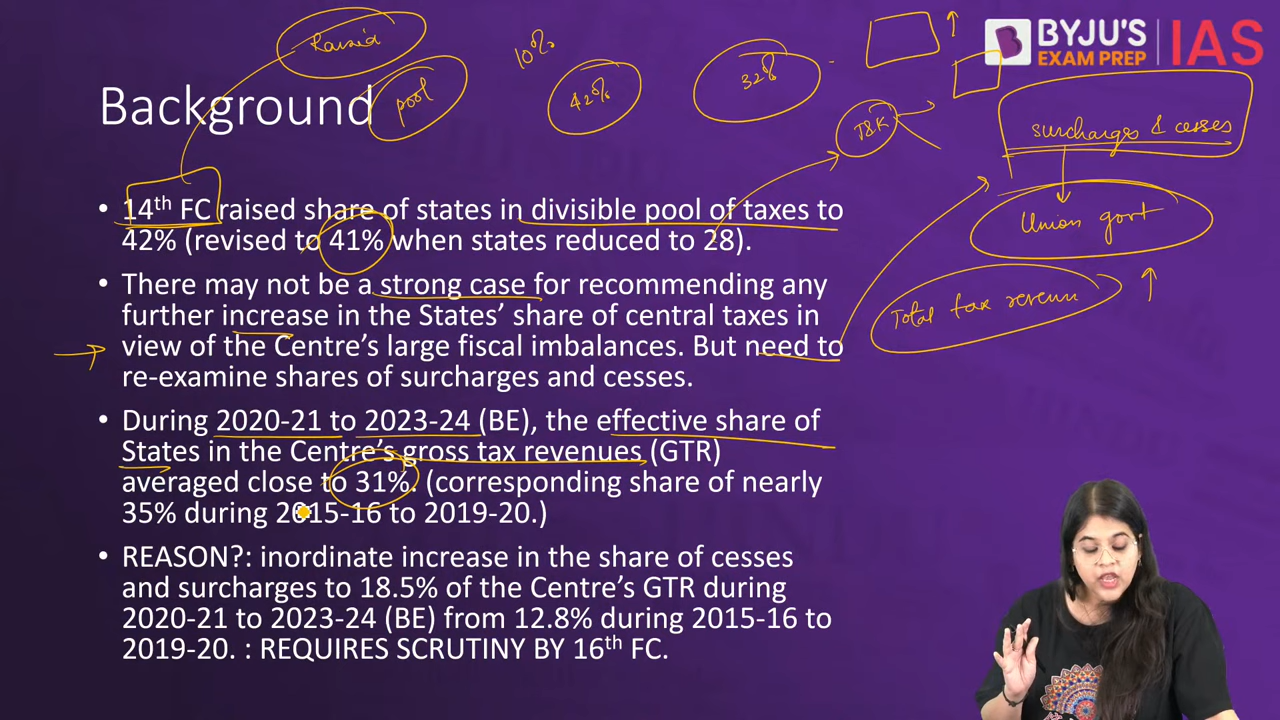 Raised
10%
42%
32%
BYJU'S
EXAM PREP
IAS
Background
pool
J&K
surcharges & cesses
Union govt
Total tax revenu
• 14th FC raised share of states in divisible pool of taxes to
42% (revised to 41% when states reduced to 28).
• There may not be a strong case for recommending any
further increase in the States' share of central taxes in
view of the Centre's large fiscal imbalances. But need to
re-examine shares of surcharges and cesses.
• During 2020-21 to 2023-24 (BE), the effective share of
States in the Centre's gross tax revenues (GTR)
averaged close to 31%. (corresponding share of nearly
35% during 2015-16 to 2019-20.)
• REASON?: inordinate increase in the share of cesses
and surcharges to 18.5% of the Centre's GTR during
2020-21 to 2023-24 (BE) from 12.8% during 2015-16 to
2019-20. : REQUIRES SCRUTINY BY 16th FC.